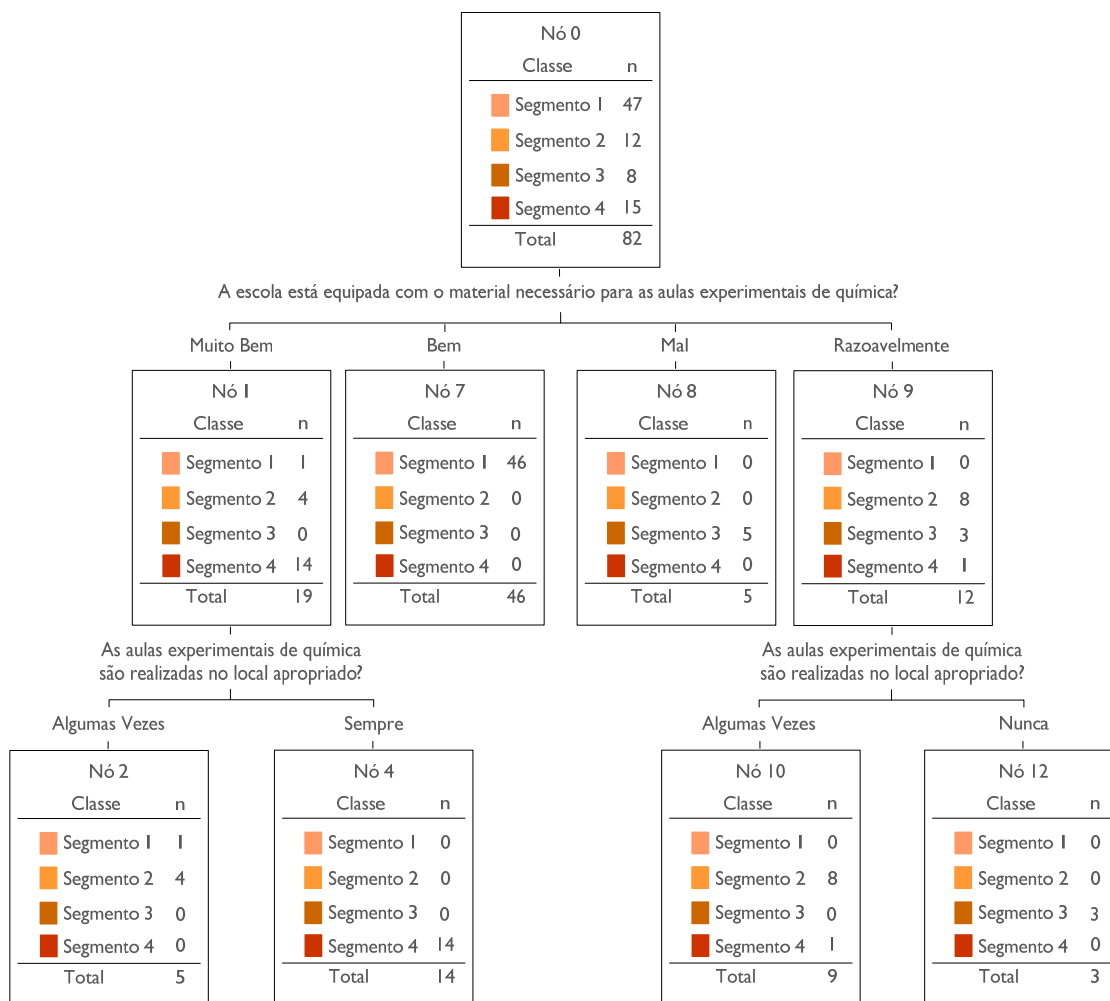 Nó 0
Classe n
Segmento 1 47
Segmento 2 12
Segmento 3 8
Segmento 4 15
Total 82
A escola está equipada com o material necessário para as aulas experimentais de química?
Muito Bem
Bem
Mal
Razoavelmente
Nó 1
Classe n
Segmento 1 1
Segmento 2 4
Segmento 3 0
Segmento 4 14
Total 19
Nó 7
Classe n
Segmento 1 46
Segmento 2 0
Segmento 3 0
Segmento 4 0
Total 46
Nó 8
Classe n
Segmento 1 0
Segmento 2 0
Segmento 3 5
Segmento 4 0
Total 5
Nó 9
Classe n
Segmento 1 0
Segmento 2 8
Segmento 3 3
Segmento 4 1
Total 12
As aulas experimentais de química
são realizadas no local apropriado?
As aulas experimentais de química
são realizadas no local apropriado?
Algumas Vezes
Sempre
Algumas Vezes
Nunca
Nó 2
Classe n
Segmento 1 1
Segmento 2 4
Segmento 3 0
Segmento 4 0
Total 5
Nó 4
Classe n
Segmento 1 0
Segmento 2 0
Segmento 3 0
Segmento 4 14
Total 14
Nó 10
Classe n
Segmento 1 0
Segmento 2 8
Segmento 3 0
Segmento 4 1
Total 9
Nó 12
Classe n
Segmento 1 0
Segmento 2 0
Segmento 3 3
Segmento 4 0
Total 3